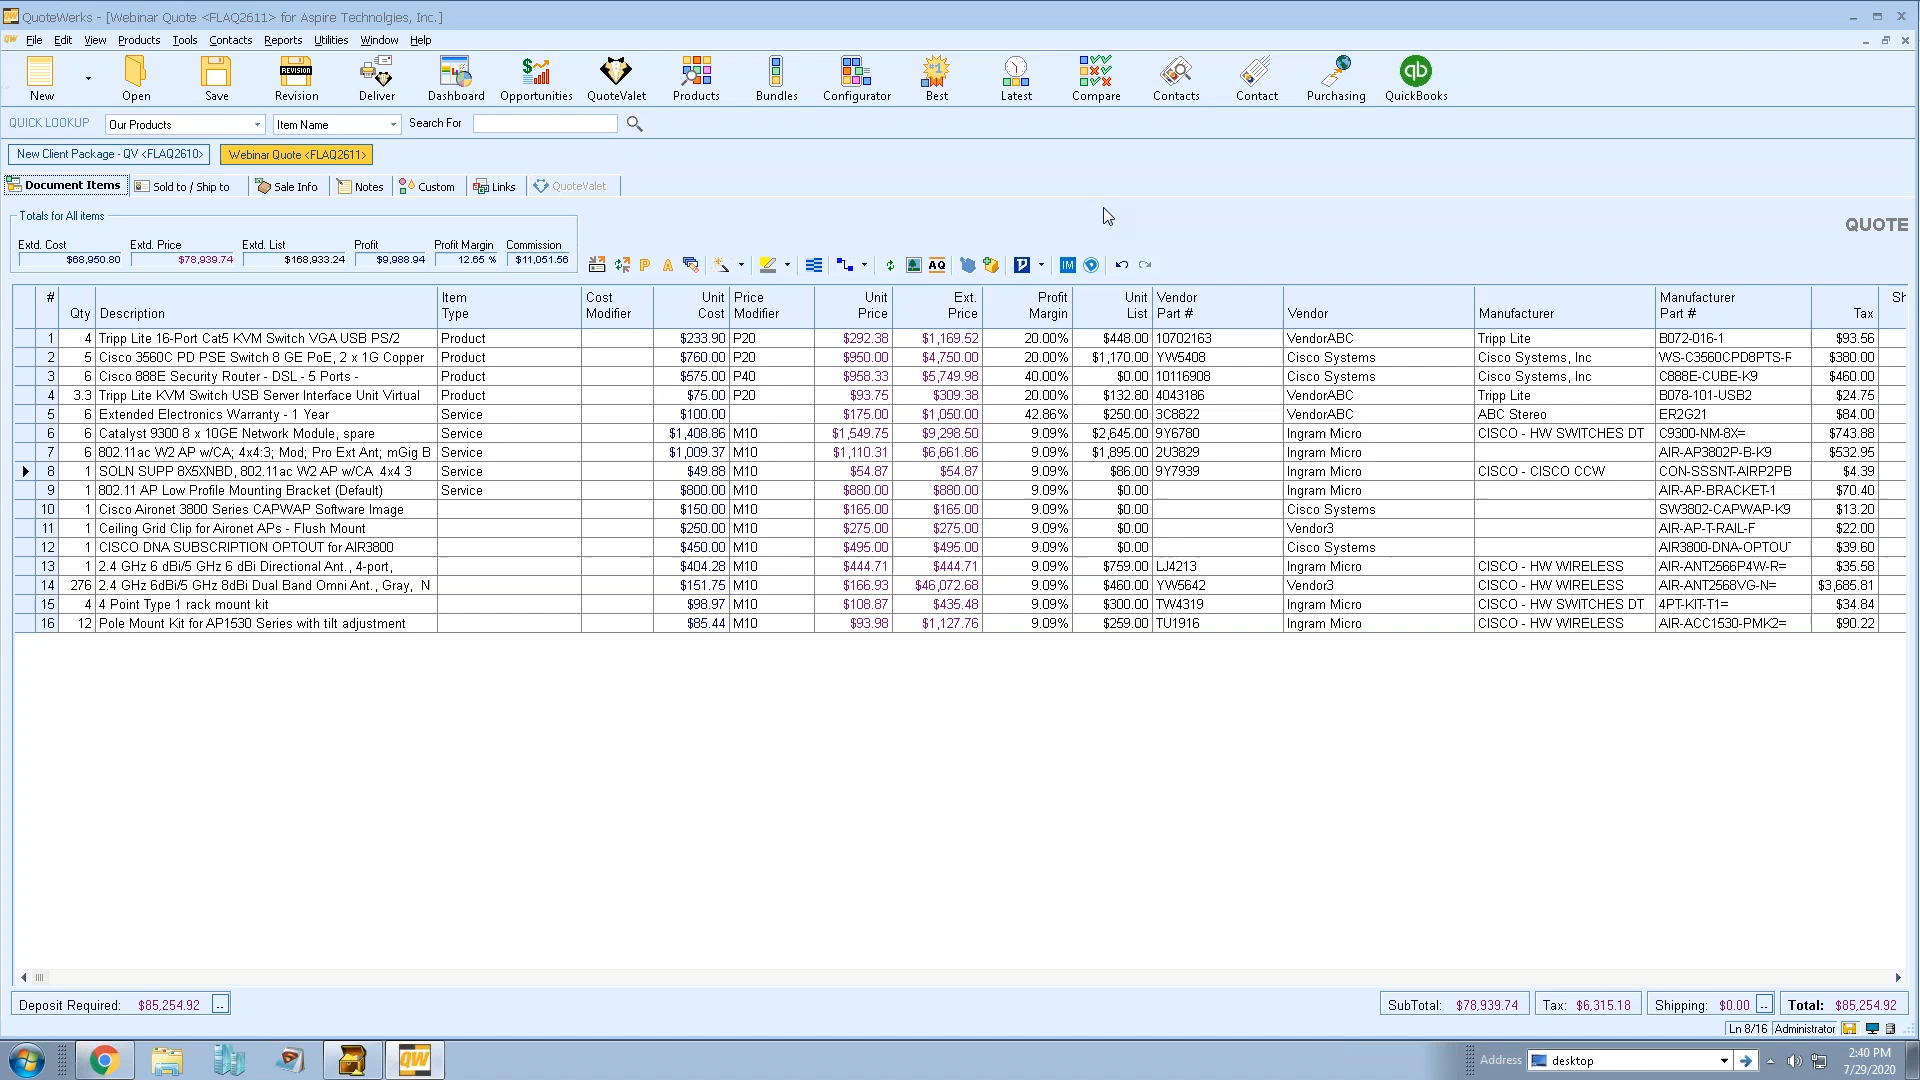 QuoteWerks - [Webinar Quote <FLAQ2611> for Aspire Technolgies, Inc.]
File Edit View Products Tools Contacts Reports Utilities Window Help
New Open Save Revision Deliver Dashboard Opportunities QuoteValet Products Bundles Configurator Best Latest Compare Contacts Contact Purchasing QuickBooks
QUICK LOOKUP Our Products Item Name Search For
New Client Package - QV <FLAQ2610> Webinar Quote <FLAQ2611>
Document Items Sold to / Ship to Sale Info Notes Custom Links QuoteValet
Totals for All items
QUOTE
Extd. Cost Extd. Price Extd. List Profit Profit Margin Commission
$68,950.80 $78,939.74 $168,933.24 $9,988.94 12.65 % $11,051.56
# Qty Description Item Type Cost Modifier Unit Cost Price Modifier Unit Price Ext. Price Profit Margin Unit List Vendor Part # Vendor Manufacturer Manufacturer Part # Tax Sh
1 4 Tripp Lite 16-Port Cat5 KVM Switch VGA USB PS/2 Product $233.90 P20 $292.38 $1,169.52 20.00% $448.00 10702163 VendorABC Tripp Lite B072-016-1 $93.56
2 5 Cisco 3560C PD PSE Switch 8 GE PoE, 2 x 1G Copper Product $760.00 P20 $950.00 $4,750.00 20.00% $1,170.00 YW5408 Cisco Systems Cisco Systems, Inc WS-C3560CPD8PTS-F $380.00
3 6 Cisco 888E Security Router - DSL - 5 Ports - Product $575.00 P40 $958.33 $5,749.98 40.00% $0.00 10116908 Cisco Systems Cisco Systems, Inc C888E-CUBE-K9 $460.00
4 3.3 Tripp Lite KVM Switch USB Server Interface Unit Virtual Product $75.00 P20 $93.75 $309.38 20.00% $132.80 4043186 VendorABC Tripp Lite B078-101-USB2 $24.75
5 6 Extended Electronics Warranty - 1 Year Service $100.00 $175.00 $1,050.00 42.86% $250.00 3C8822 VendorABC ABC Stereo ER2G21 $84.00
6 6 Catalyst 9300 8 x 10GE Network Module, spare Service $1,408.86 M10 $1,549.75 $9,298.50 9.09% $2,645.00 9Y6780 Ingram Micro CISCO - HW SWITCHES DT C9300-NM-8X= $743.88
7 6 802.11ac W2 AP w/CA; 4x4:3; Mod; Pro Ext Ant; mGig B Service $1,009.37 M10 $1,110.31 $6,661.86 9.09% $1,895.00 2U3829 Ingram Micro AIR-AP3802P-B-K9 $532.95
8 1 SOLN SUPP 8X5XNBD, 802.11ac W2 AP w/CA 4x4 3 Service $49.88 M10 $54.87 $54.87 9.09% $86.00 9Y7939 Ingram Micro CISCO - CISCO CCW CON-SSSNT-AIRP2PB $4.39
9 1 802.11 AP Low Profile Mounting Bracket (Default) Service $800.00 M10 $880.00 $880.00 9.09% $0.00 Ingram Micro AIR-AP-BRACKET-1 $70.40
10 1 Cisco Aironet 3800 Series CAPWAP Software Image $150.00 M10 $165.00 $165.00 9.09% $0.00 Cisco Systems SW3802-CAPWAP-K9 $13.20
11 1 Ceiling Grid Clip for Aironet APs - Flush Mount $250.00 M10 $275.00 $275.00 9.09% $0.00 Vendor3 AIR-AP-T-RAIL-F $22.00
12 1 CISCO DNA SUBSCRIPTION OPTOUT for AIR3800 $450.00 M10 $495.00 $495.00 9.09% $0.00 Cisco Systems AIR3800-DNA-OPTOU $39.60
13 1 2.4 GHz 6 dBi/5 GHz 6 dBi Directional Ant., 4-port, $404.28 M10 $444.71 $444.71 9.09% $759.00 LJ4213 Ingram Micro CISCO - HW WIRELESS AIR-ANT2566P4W-R= $35.58
14 276 2.4 GHz 6dBi/5 GHz 8dBi Dual Band Omni Ant., Gray, N $151.75 M10 $166.93 $46,072.68 9.09% $460.00 YW5642 Vendor3 CISCO - HW WIRELESS AIR-ANT2568VG-N= $3,685.81
15 4 4 Point Type 1 rack mount kit $98.97 M10 $108.87 $435.48 9.09% $300.00 TW4319 Ingram Micro CISCO - HW SWITCHES DT 4PT-KIT-T1= $34.84
16 12 Pole Mount Kit for AP1530 Series with tilt adjustment $85.44 M10 $93.98 $1,127.76 9.09% $259.00 TU1916 Ingram Micro CISCO - HW WIRELESS AIR-ACC1530-PMK2= $90.22
Deposit Required: $85,254.92 ... SubTotal: $78,939.74 Tax: $6,315.18 Shipping: $0.00 ... Total: $85,254.92
Ln 8/16 Administrator
Address desktop 2:40 PM
7/29/2020